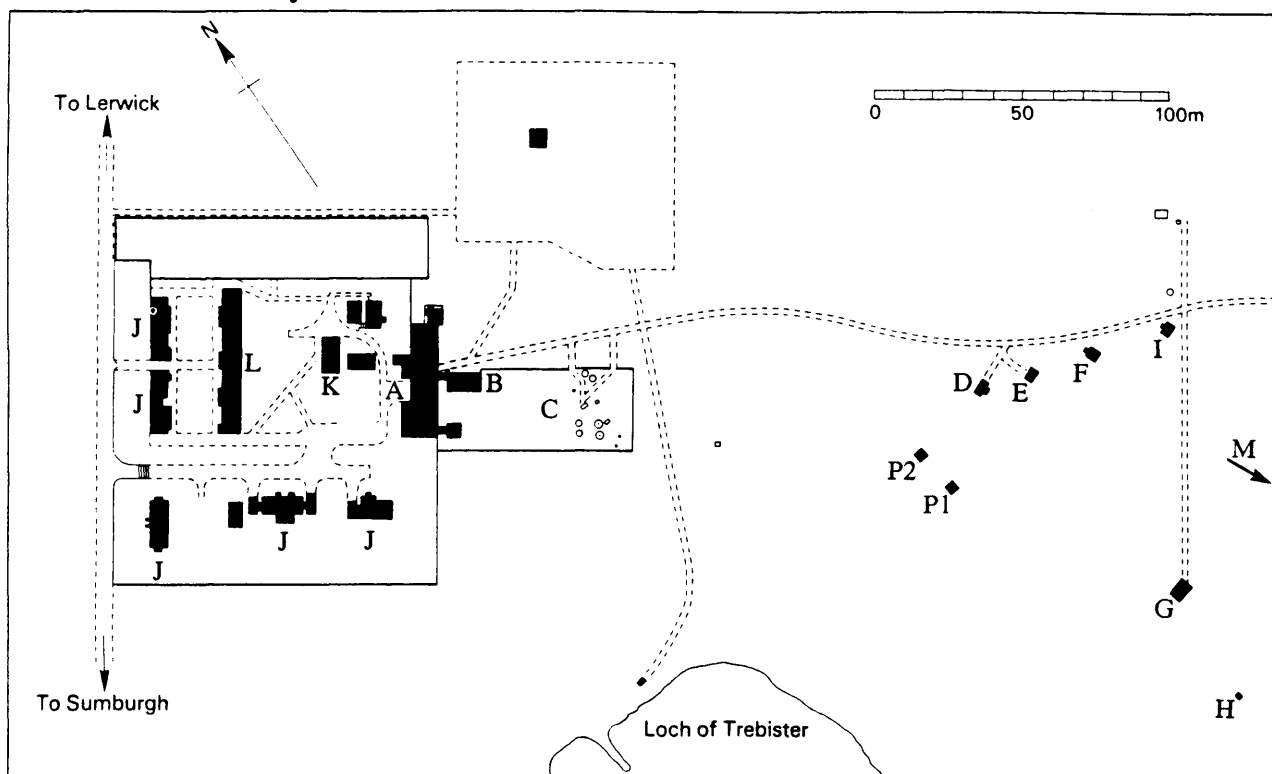 N
To Lerwick
0 50 100m
J
L
K
A
B
C
J
D
E
F
I
M
P2
P1
J
J
J
G
To Sumburgh
Loch of Trebister
H